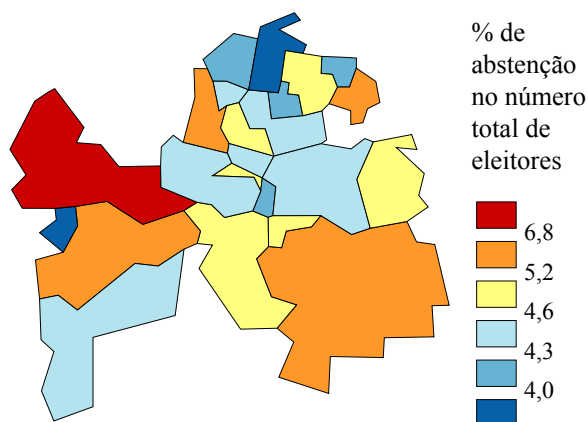 % de
abstenção
no número
total de
eleitores
6,8
5,2
4,6
4,3
4,0